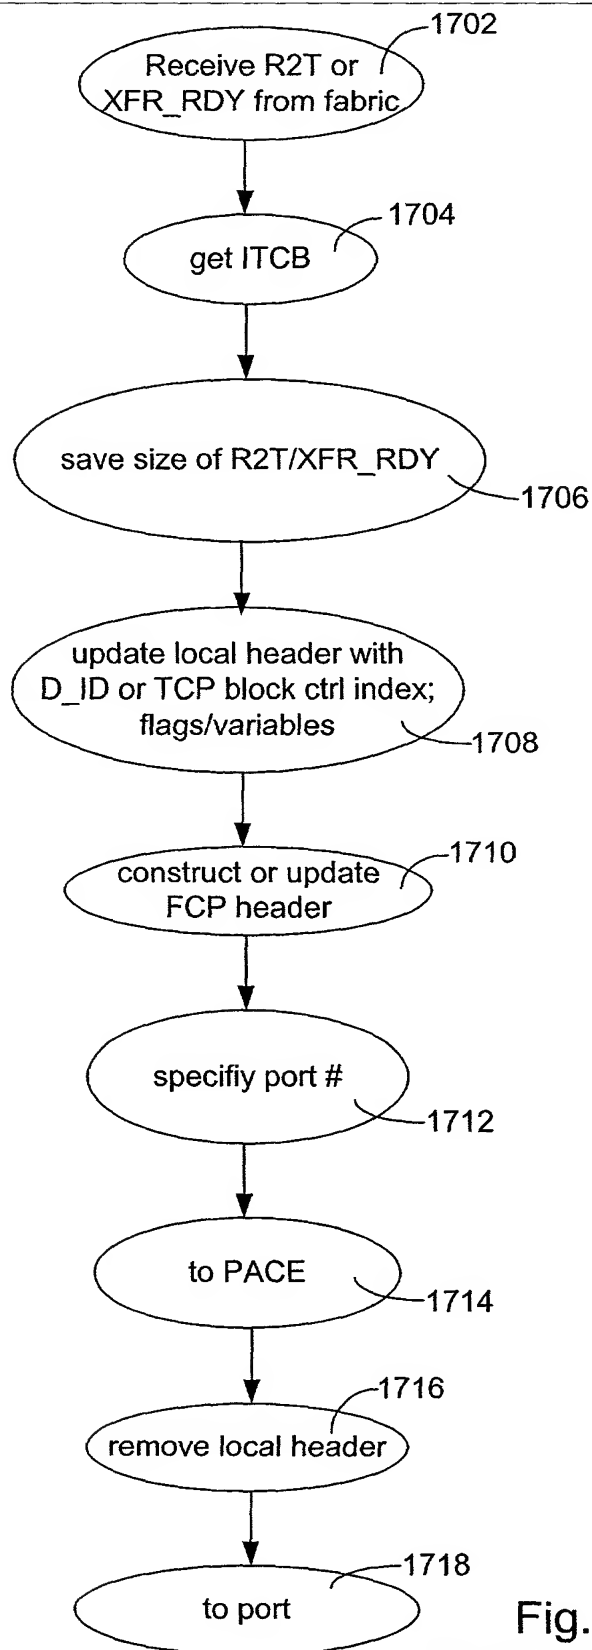 1702
Receive R2T or
XFR_RDY from fabric
1704
get ITCB
save size of R2T/XFR_RDY
1706
update local header with
D_ID or TCP block ctrl index;
flags/variables
1708
1710
construct or update
FCP header
specifiy port #
1712
to PACE
1714
1716
remove local header
1718
to port
Fig.